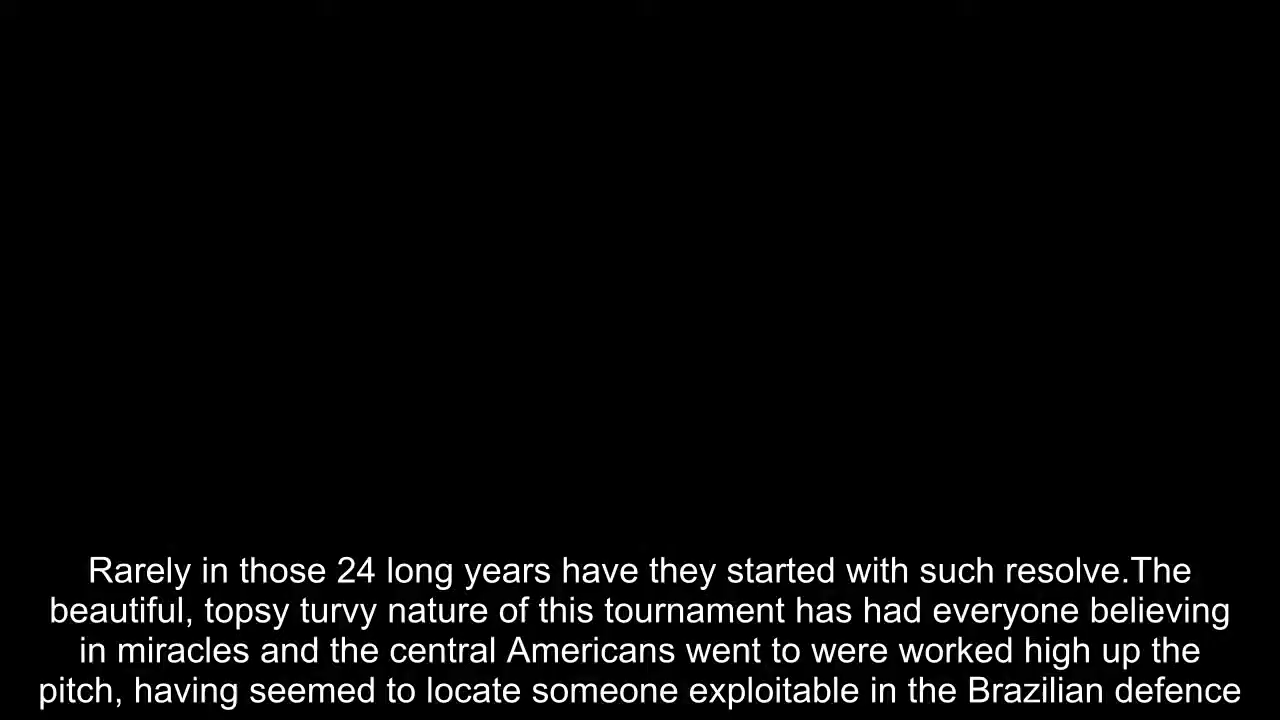 Rarely in those 24 long years have they started with such resolve.The
beautiful, topsy turvy nature of this tournament has had everyone believing
in miracles and the central Americans went to were worked high up the
pitch, having seemed to locate someone exploitable in the Brazilian defence